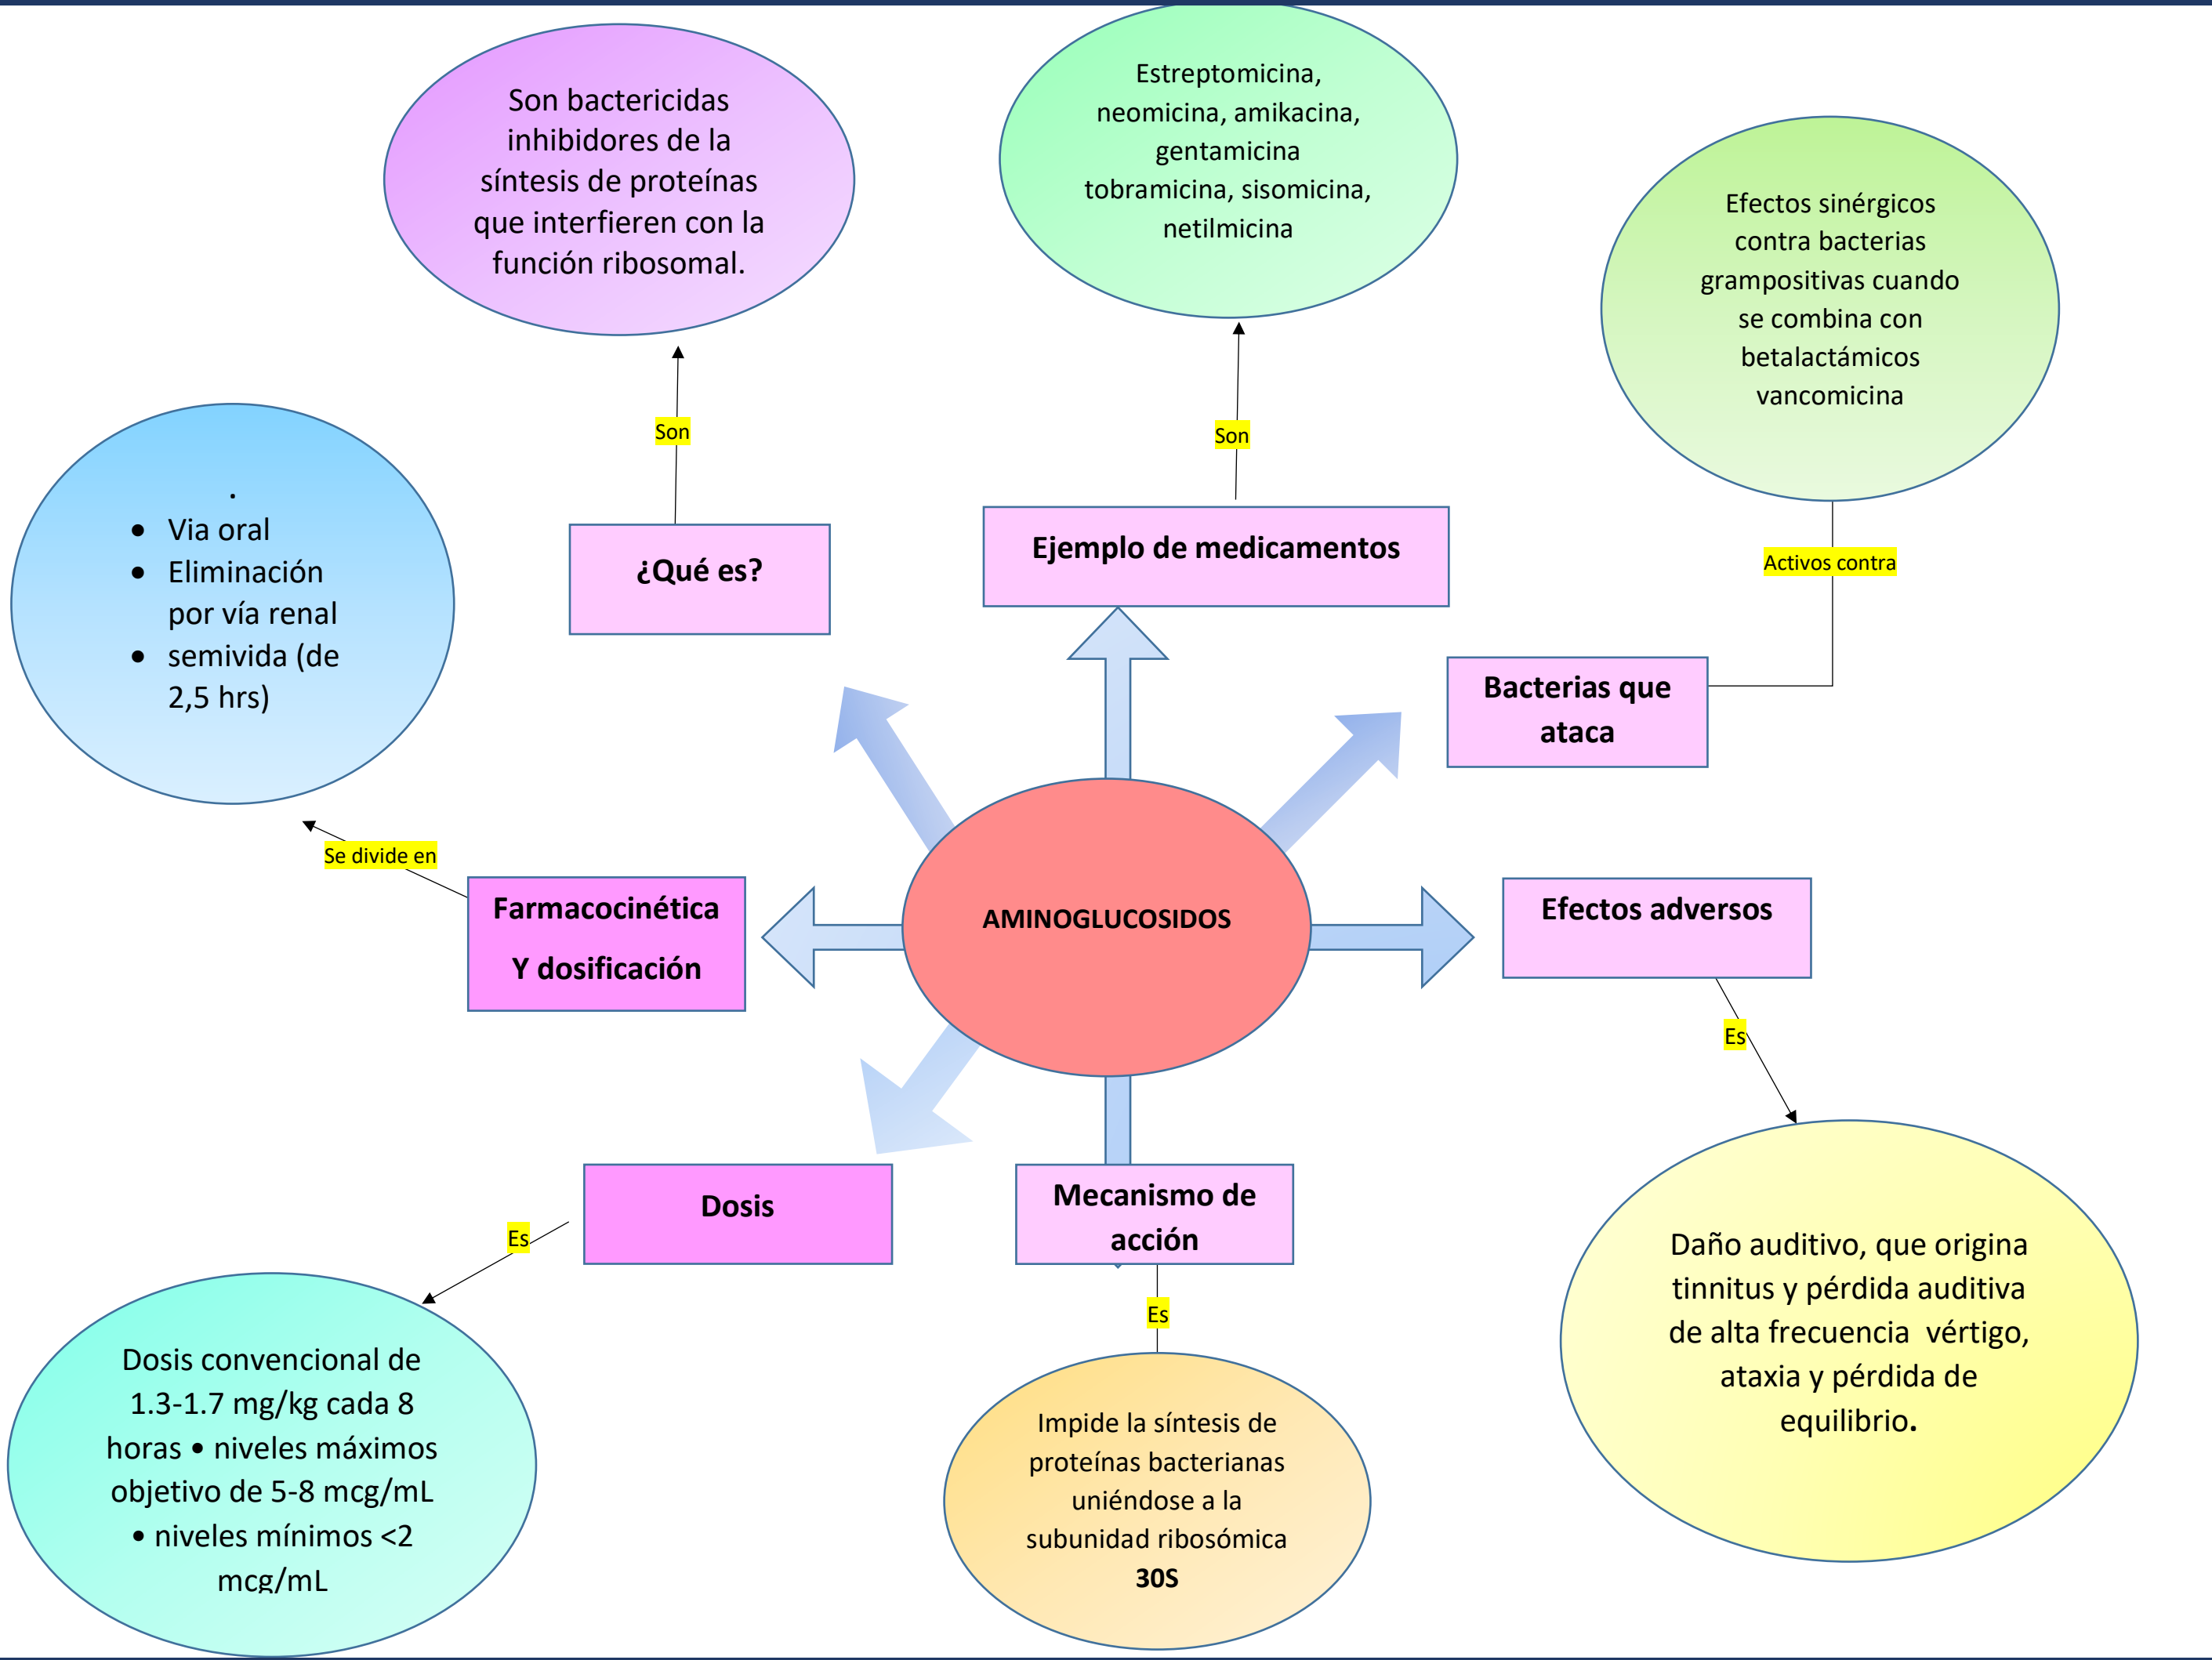 Son bactericidas
inhibidores de la
síntesis de proteínas
que interfieren con la
función ribosomal.
Estreptomicina,
neomicina, amikacina,
gentamicina
tobramicina, sisomicina,
netilmicina
Efectos sinérgicos
contra bacterias
grampositivas cuando
se combina con
betalactámicos
vancomicina
Son
Son
.
• Via oral
• Eliminación
por vía renal
• semivida (de
2,5 hrs)
¿Qué es?
Ejemplo de medicamentos
Activos contra
Bacterias que
ataca
Se divide en
Farmacocinética
Y dosificación
AMINOGLUCOSIDOS
Efectos adversos
Es
Dosis
Mecanismo de
acción
Es
Es
Daño auditivo, que origina
tinnitus y pérdida auditiva
de alta frecuencia  vértigo,
ataxia y pérdida de
equilibrio.
Dosis convencional de
1.3-1.7 mg/kg cada 8
horas • niveles máximos
objetivo de 5-8 mcg/mL
• niveles mínimos <2
mcg/mL
Impide la síntesis de
proteínas bacterianas
uniéndose a la
subunidad ribosómica
30S